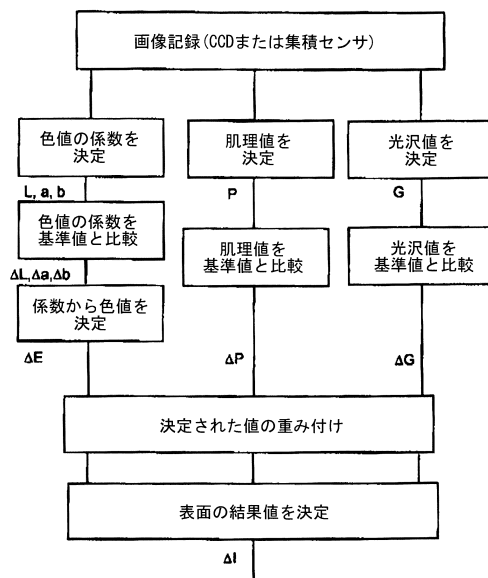 画像記録(CCDまたは集積センサ)
色値の係数を
決定
肌理値を
決定
光沢値を
決定
L, a, b
P
G
色値の係数を
基準値と比較
肌理値を
基準値と比較
光沢値を
基準値と比較
ΔL,Δa,Δb
係数から色値を
決定
ΔE
ΔP
ΔG
決定された値の重み付け
表面の結果値を決定
ΔI